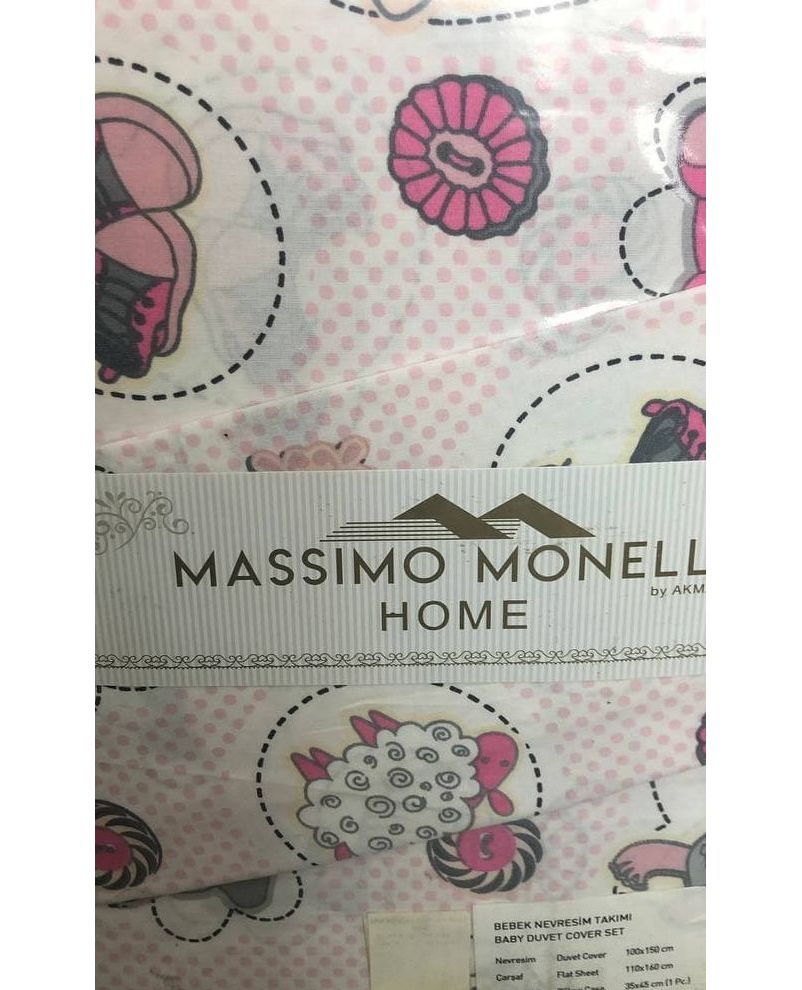 MASSIMO MONELL
by AKM
HOME
BEBEK NEVRESİM TAKIMI
BABY DUVET COVER SET
Nevresim Duvet Cover 100x150 cm
Çarşaf Flat Sheet 110x160 cm
35x45 cm (1 Pc.)